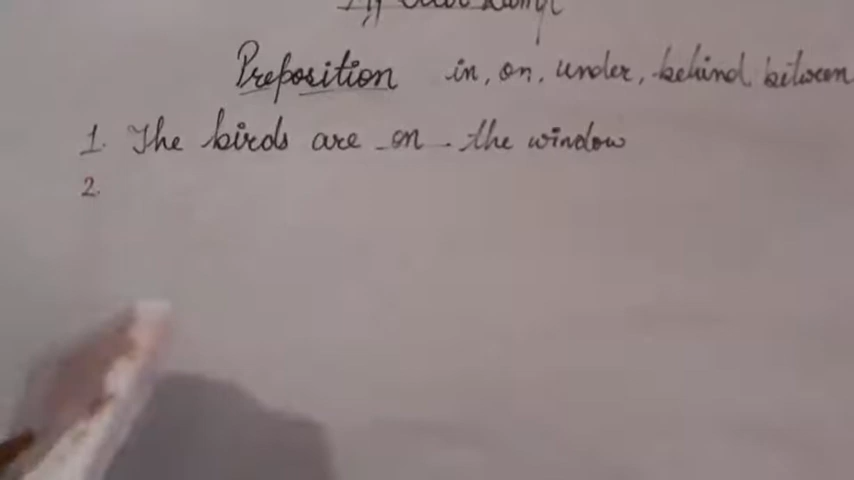 Preposition in, on, under, behind between
1. The birds are on the window
2.